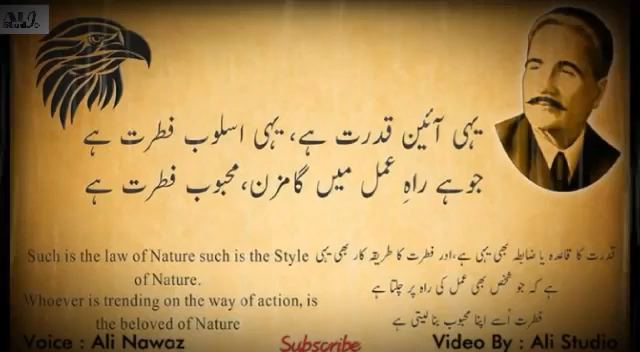 ALI
Studio
یہی آئین قدرت ہے، یہی اسلوب فطرت ہے
جو ہے راہِ عمل میں گامزن، محبوب فطرت ہے
Such is the law of Nature such is the Style
of Nature.
Whoever is trending on the way of action, is
the beloved of Nature
قدرت کا قاعدہ یا ضابطہ بھی یہی ہے،اور فطرت کا طریقہ کار بھی یہی
ہے کہ جو شخص بھی عمل کی راہ پر چلتا ہے
فطرت اُسے اپنا محبوب بنا لیتی ہے
Voice : Ali Nawaz
Subscribe
Video By : Ali Studio